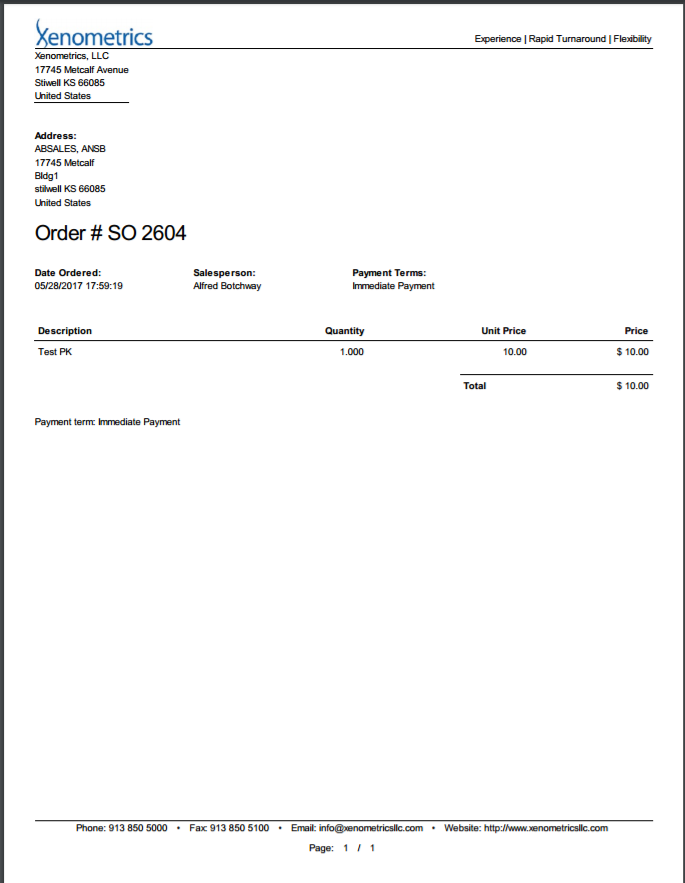 Xenometrics
Experience | Rapid Turnaround | Flexibility
Xenometrics, LLC
17745 Metcalf Avenue
Stilwell KS 66085
United States
Address:
ABSALES, ANSB
17745 Metcalf
Bldg1
stilwell KS 66085
United States
Order # SO 2604
Date Ordered: Salesperson: Payment Terms:
05/28/2017 17:59:19 Alfred Botchway Immediate Payment
Description Quantity Unit Price Price
Test PK 1.000 10.00 $ 10.00
Total $ 10.00
Payment term: Immediate Payment
Phone: 913 850 5000 • Fax: 913 850 5100 • Email: info@xenometricsllc.com • Website: http://www.xenometricsllc.com
Page: 1 / 1